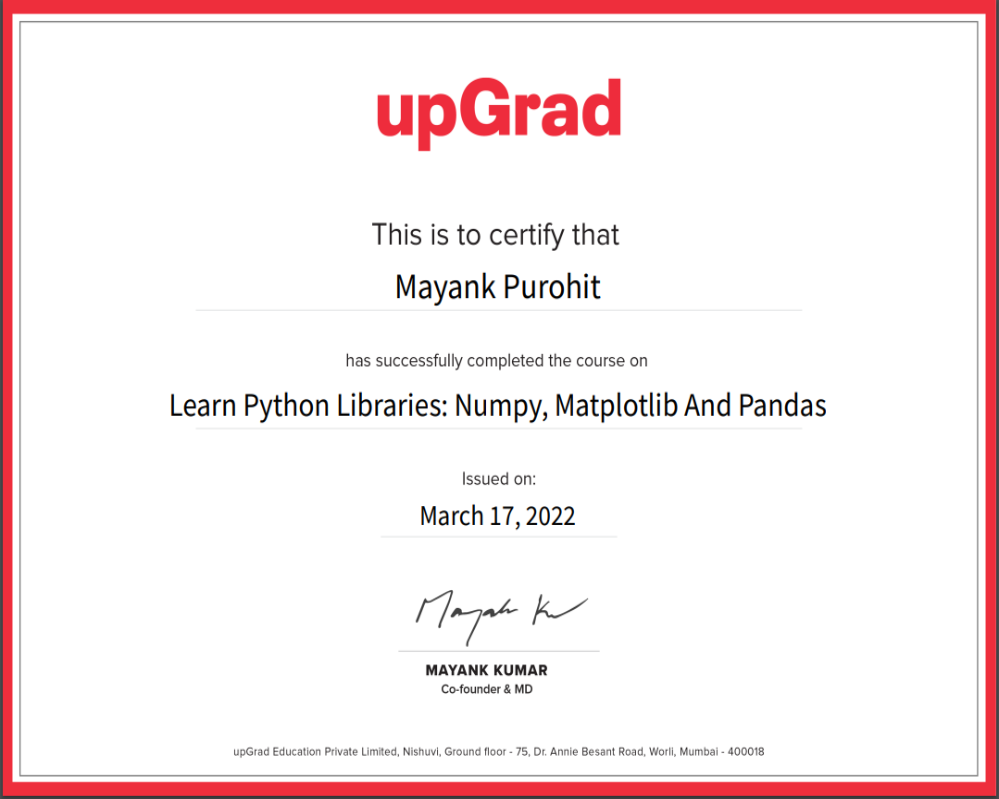 upGrad
This is to certify that
Mayank Purohit
has successfully completed the course on
Learn Python Libraries: Numpy, Matplotlib And Pandas
Issued on:
March 17, 2022
Mayank Ku
MAYANK KUMAR
Co-founder & MD
upGrad Education Private Limited, Nishuvi, Ground floor - 75, Dr. Annie Besant Road, Worli, Mumbai - 400018